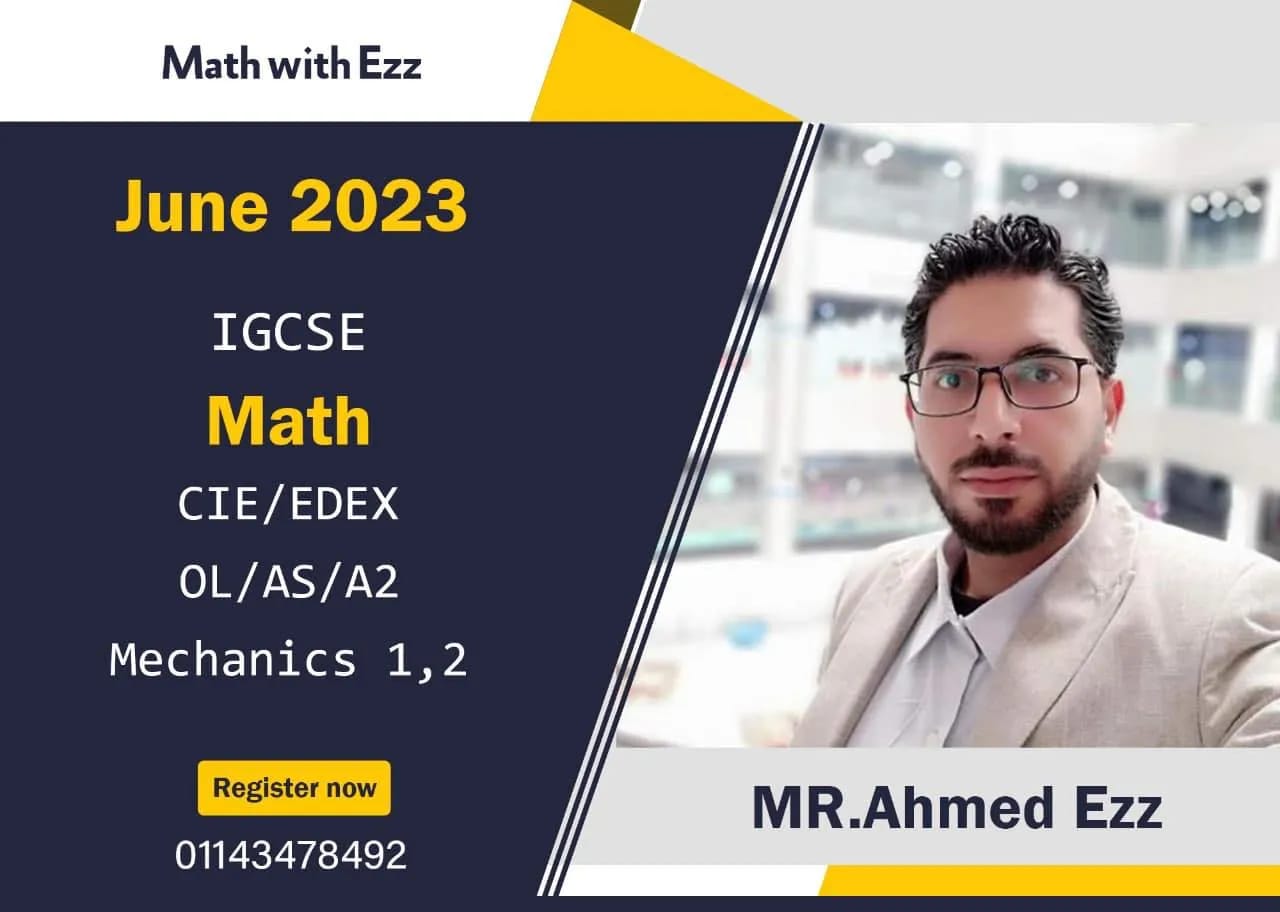 Math with Ezz
June 2023
IGCSE
Math
CIE/EDEX
OL/AS/A2
Mechanics 1,2
Register now
01143478492
MR.Ahmed Ezz